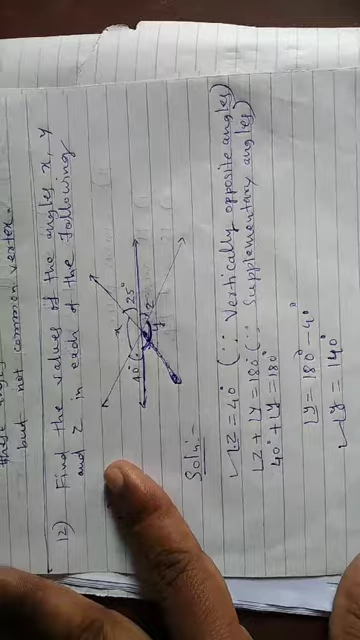 but not common vertex.
12) Find the values of the angles x, y
and z in each of the following
40°
x
25°
z
y
Soln:-
∠z = 40° (∵ Vertically opposite angles)
∠z + ∠y = 180° (∵ Supplementary angles)
40° + ∠y = 180°
∠y = 180° - 40°
∠y = 140°